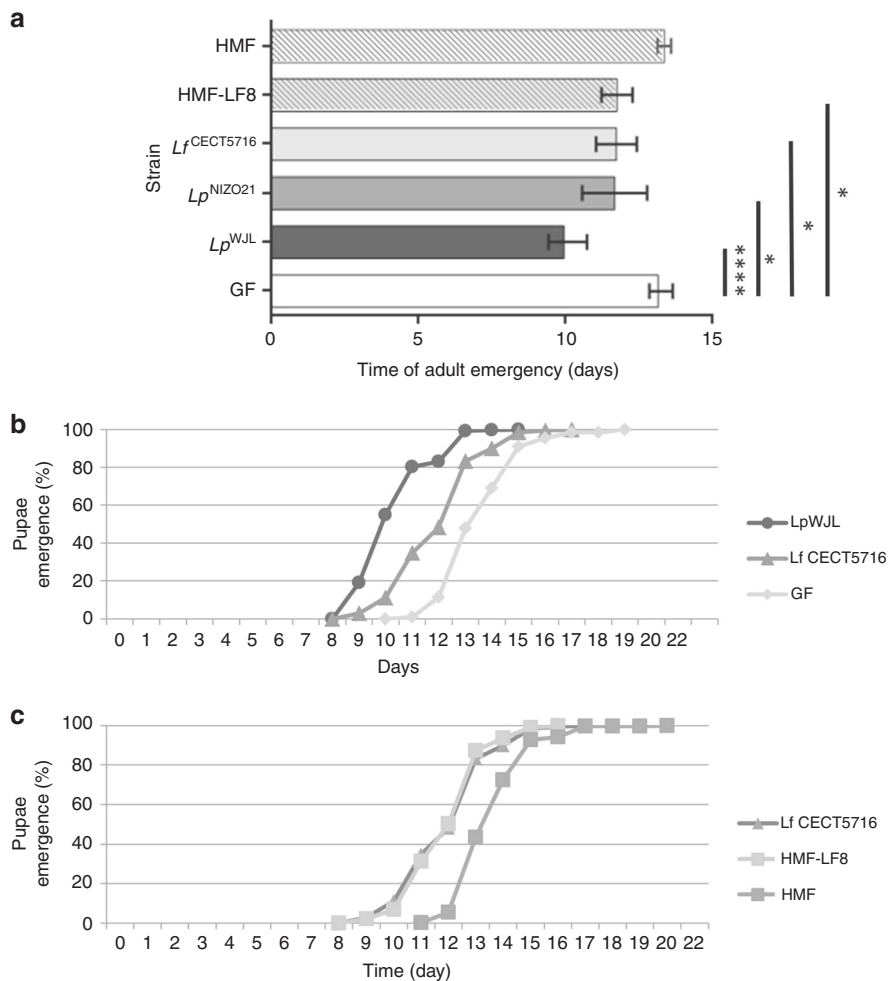 a
HMF
HMF-LF8
Lf CECT5716
Lp NIZO21
Lp WJL
GF
Strain
0 5 10 15
Time of adult emergency (days)
****
*
*
*
b
100
80
60
40
20
0
Pupae
emergence (%)
0 1 2 3 4 5 6 7 8 9 10 11 12 13 14 15 16 17 18 19 20 22
Days
LpWJL
Lf CECT5716
GF
c
100
80
60
40
20
0
Pupae
emergence (%)
0 1 2 3 4 5 6 7 8 9 10 11 12 13 14 15 16 17 18 19 20 22
Time (day)
Lf CECT5716
HMF-LF8
HMF